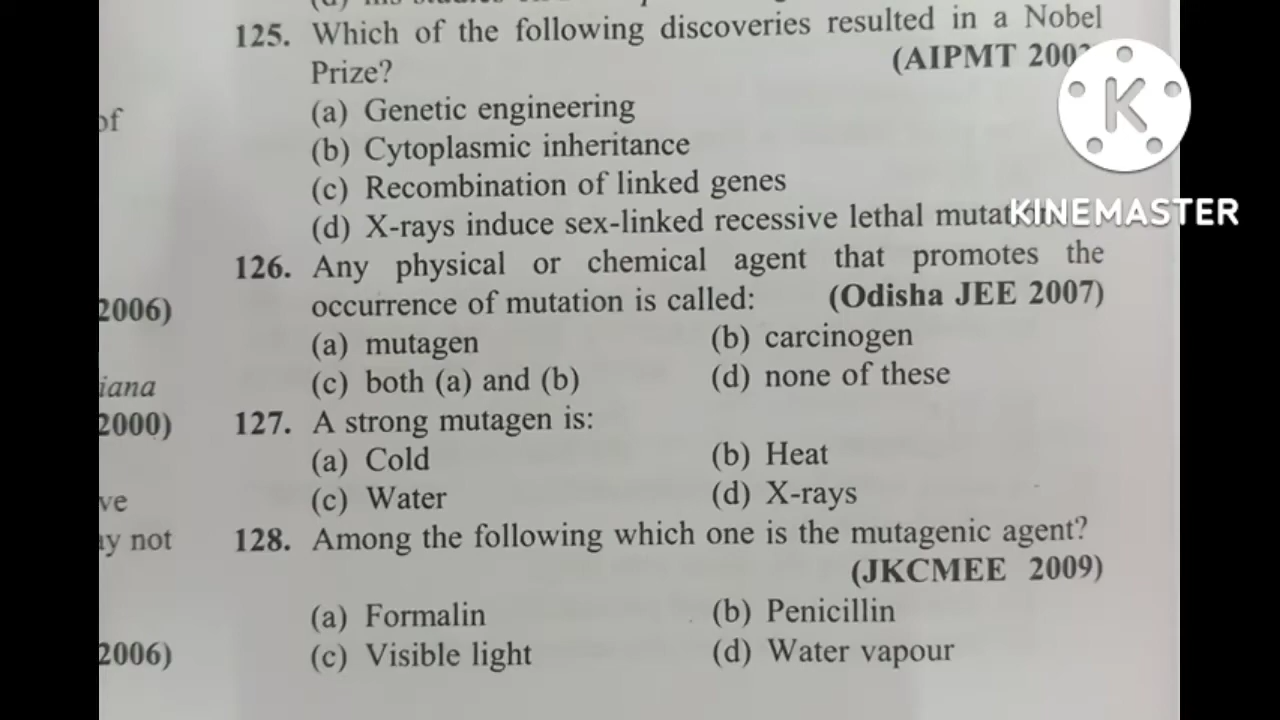 125. Which of the following discoveries resulted in a Nobel
Prize? (AIPMT 200
(a) Genetic engineering
(b) Cytoplasmic inheritance
(c) Recombination of linked genes
(d) X-rays induce sex-linked recessive lethal
126. Any physical or chemical agent that promotes the
occurrence of mutation is called: (Odisha JEE 2007)
(a) mutagen (b) carcinogen
(c) both (a) and (b) (d) none of these
127. A strong mutagen is:
(a) Cold (b) Heat
(c) Water (d) X-rays
128. Among the following which one is the mutagenic agent?
(JKCMEE 2009)
(a) Formalin (b) Penicillin
(c) Visible light (d) Water vapour
of
2006)
iana
2000)
ve
ay not
2006)
K
KINEMASTER